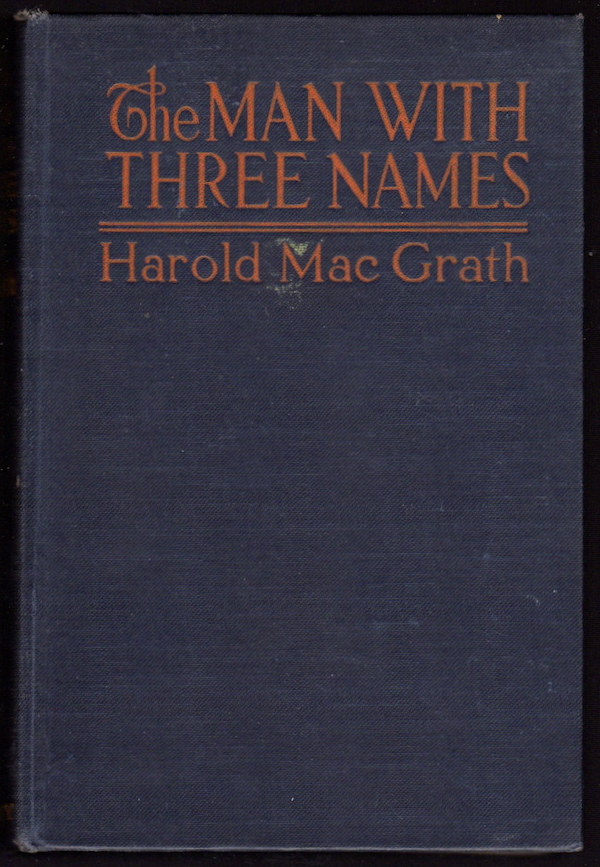 The MAN WITH
THREE NAMES
Harold Mac Grath